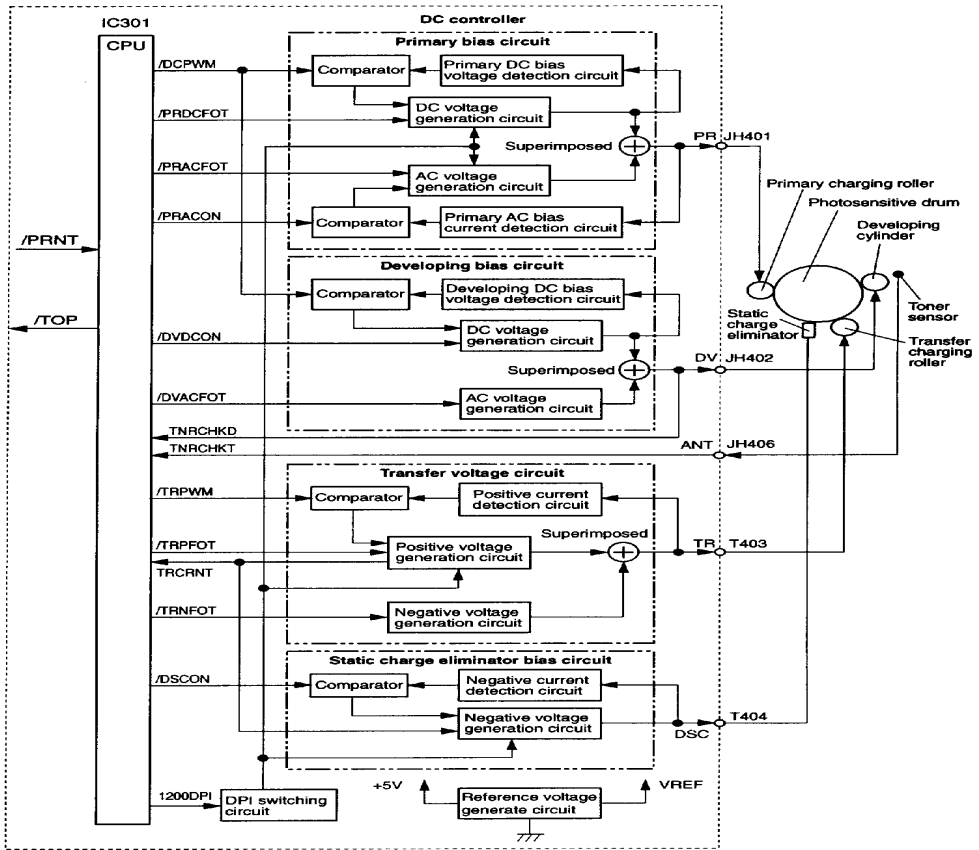 IC301
CPU
DC controller
Primary bias circuit
/DCPWM
Comparator
Primary DC bias
voltage detection circuit
/PRDCFOT
DC voltage
generation circuit
Superimposed
PR JH401
/PRACFOT
AC voltage
generation circuit
/PRACON
Comparator
Primary AC bias
current detection circuit
Primary charging roller
Photosensitive drum
Developing
cylinder
/PRNT
/TOP
Developing bias circuit
Comparator
Developing DC bias
voltage detection circuit
Static
charge
eliminator
Toner
sensor
Transfer
charging
roller
/DVDCON
DC voltage
generation circuit
Superimposed
DV JH402
/DVACFOT
AC voltage
generation circuit
TNRCHKD
TNRCHKT
ANT JH406
Transfer voltage circuit
/TRPWM
Comparator
Positive current
detection circuit
Superimposed
/TRPFOT
TRCRNT
Positive voltage
generation circuit
TR T403
/TRNFOT
Negative voltage
generation circuit
Static charge eliminator bias circuit
/DSCON
Comparator
Negative current
detection circuit
Negative voltage
generation circuit
DSC
T404
+5V
VREF
1200DPI
DPI switching
circuit
Reference voltage
generate circuit